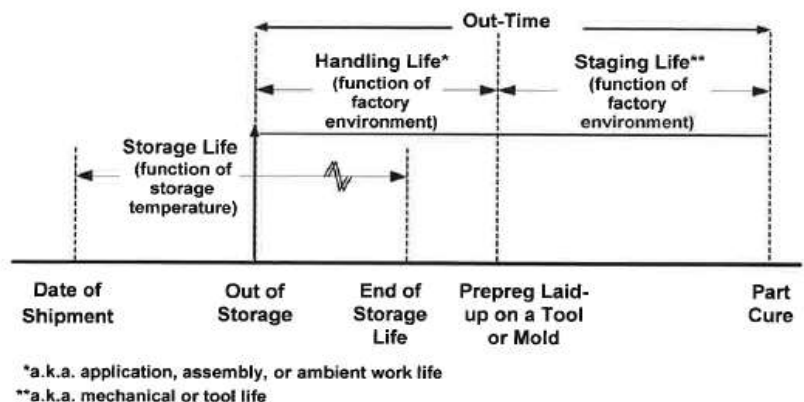 Out-Time
Handling Life*
(function of
factory
environment)
Staging Life**
(function of
factory
environment)
Storage Life
(function of
storage
temperature)
Date of
Shipment
Out of
Storage
End of
Storage
Life
Prepreg Laid-
up on a Tool
or Mold
Part
Cure
*a.k.a. application, assembly, or ambient work life
**a.k.a. mechanical or tool life